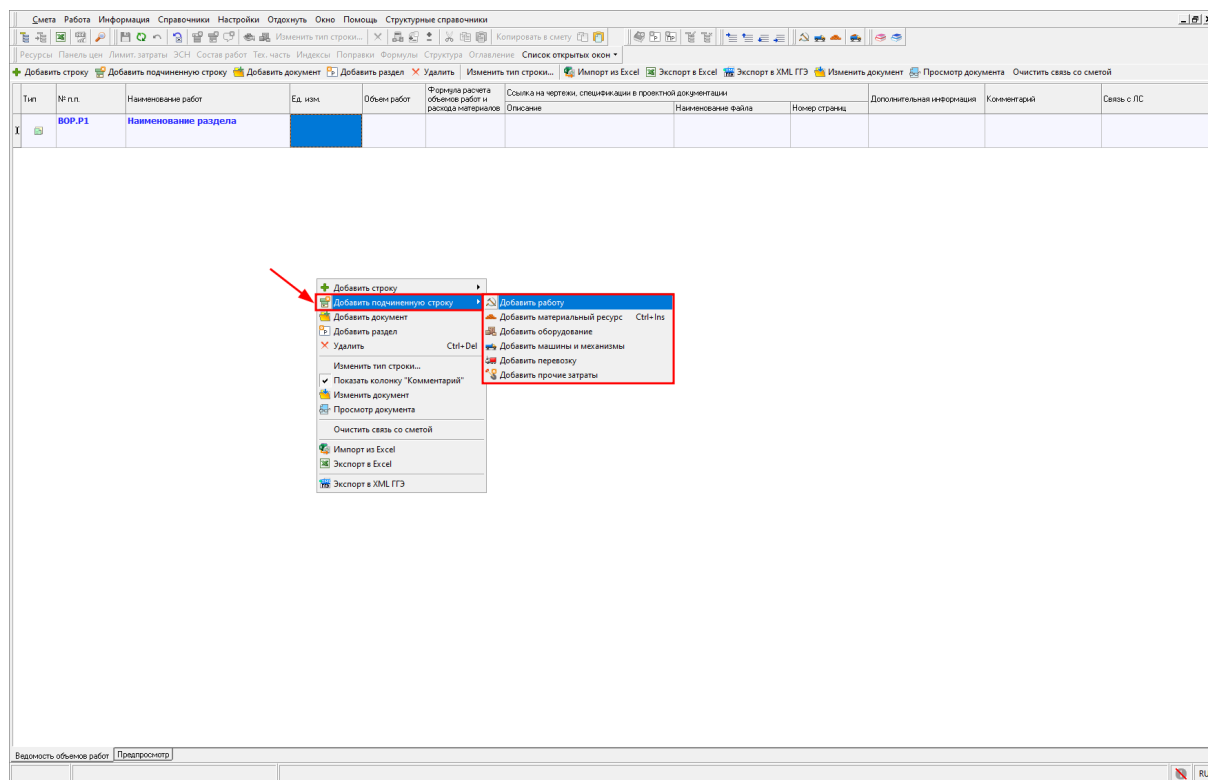 Смета Работа Информация Справочники Настройки Отдохнуть Окно Помощь Структурные справочники
Изменить тип строки... Копировать в смету
Ресурсы Панель цен Лимит. затраты ЭСН Состав работ Тех. часть Индексы Поправки Формулы Структура Оглавление Список открытых окон
Добавить строку Добавить подчиненную строку Добавить документ Добавить раздел Удалить Изменить тип строки... Импорт из Excel Экспорт в Excel Экспорт в XML ГГЭ Изменить документ Просмотр документа Очистить связь со сметой
Тип № п.п. Наименование работ Ед. изм. Объем работ Формула расчета объемов работ и расхода материалов Ссылка на чертежи, спецификации в проектной документации Дополнительная информация Комментарий Связь с ЛС
Описание Наименование файла Номер страниц
ВОР.Р1 Наименование раздела
Добавить строку
Добавить подчиненную строку Добавить работу
Добавить документ Добавить материальный ресурс Ctrl+Ins
Добавить раздел Добавить оборудование
Удалить Ctrl+Del Добавить машины и механизмы
Добавить перевозку
Изменить тип строки...
Показать колонку "Комментарий" Добавить прочие затраты
Изменить документ
Просмотр документа
Очистить связь со сметой
Импорт из Excel
Экспорт в Excel
Экспорт в XML ГГЭ
Ведомость объемов работ Предпросмотр
RU